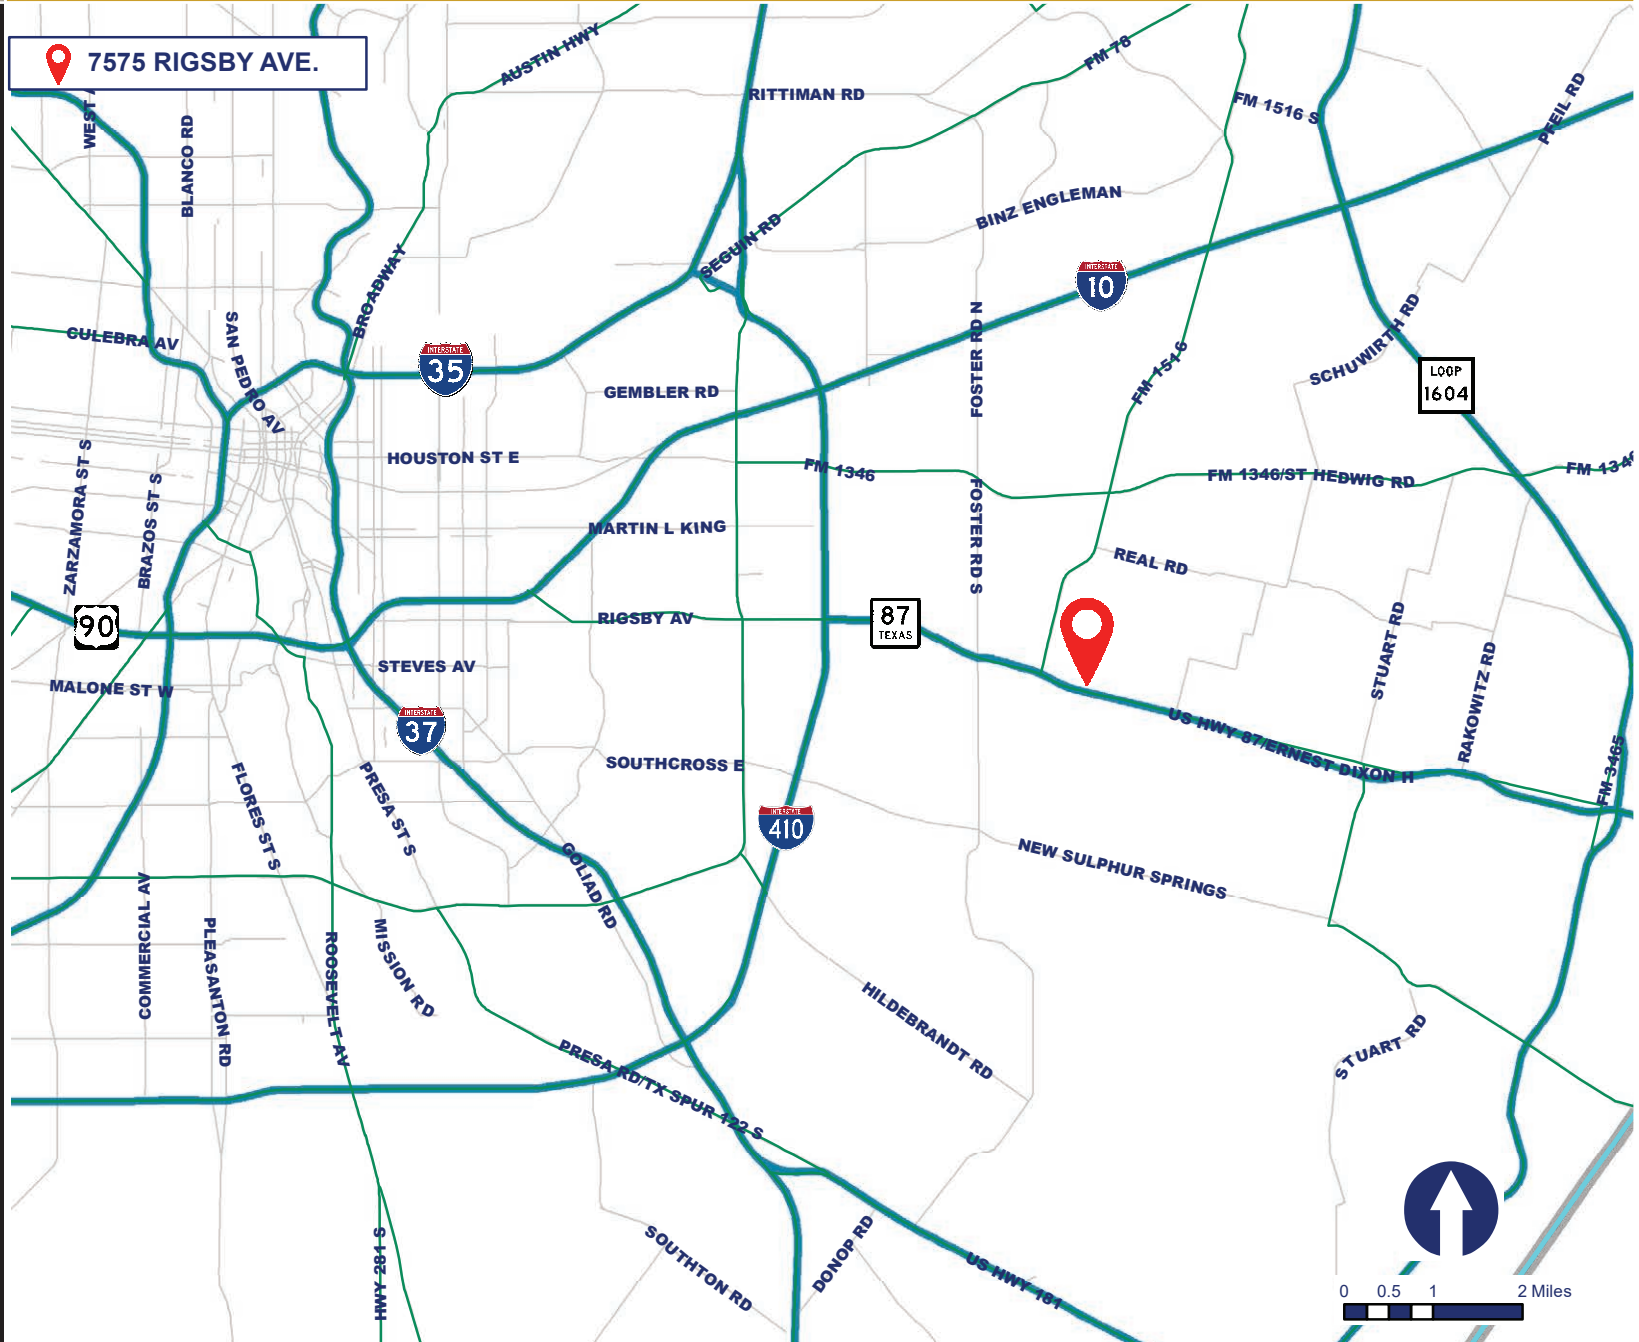 7575 RIGSBY AVE.
AUSTIN HWY
FM 78
RITTIMAN RD
FM 1516 S
PFEIL RD
WEST
BLANCO RD
BINZ ENGLEMAN
SEGUIN RD
BROADWAY
INTERSTATE
10
FOSTER RD N
SCHUWIRTH RD
CULEBRA AV
SAN PEDRO AV
INTERSTATE
35
GEMBLER RD
FM 1516
LOOP
1604
HOUSTON ST E
FM 1346
FM 1346/ST HEDWIG RD
FM 1346
ZARZAMORA ST S
BRAZOS ST S
MARTIN L KING
FOSTER RD S
REAL RD
90
RIGSBY AV
87
TEXAS
STEVES AV
STUART RD
RAKOWITZ RD
MALONE ST W
INTERSTATE
37
US HWY 87/ERNEST DIXON H
SOUTHCROSS E
FM 3465
FLORES ST S
PRESA ST S
INTERSTATE
410
GOLIAD RD
NEW SULPHUR SPRINGS
COMMERCIAL AV
PLEASANTON RD
ROOSEVELT AV
MISSION RD
HILDEBRANDT RD
STUART RD
PRESA RD/TX SPUR 122 S
HWY 281 S
SOUTHTON RD
DONOP RD
US HWY 181
0 0.5 1 2 Miles